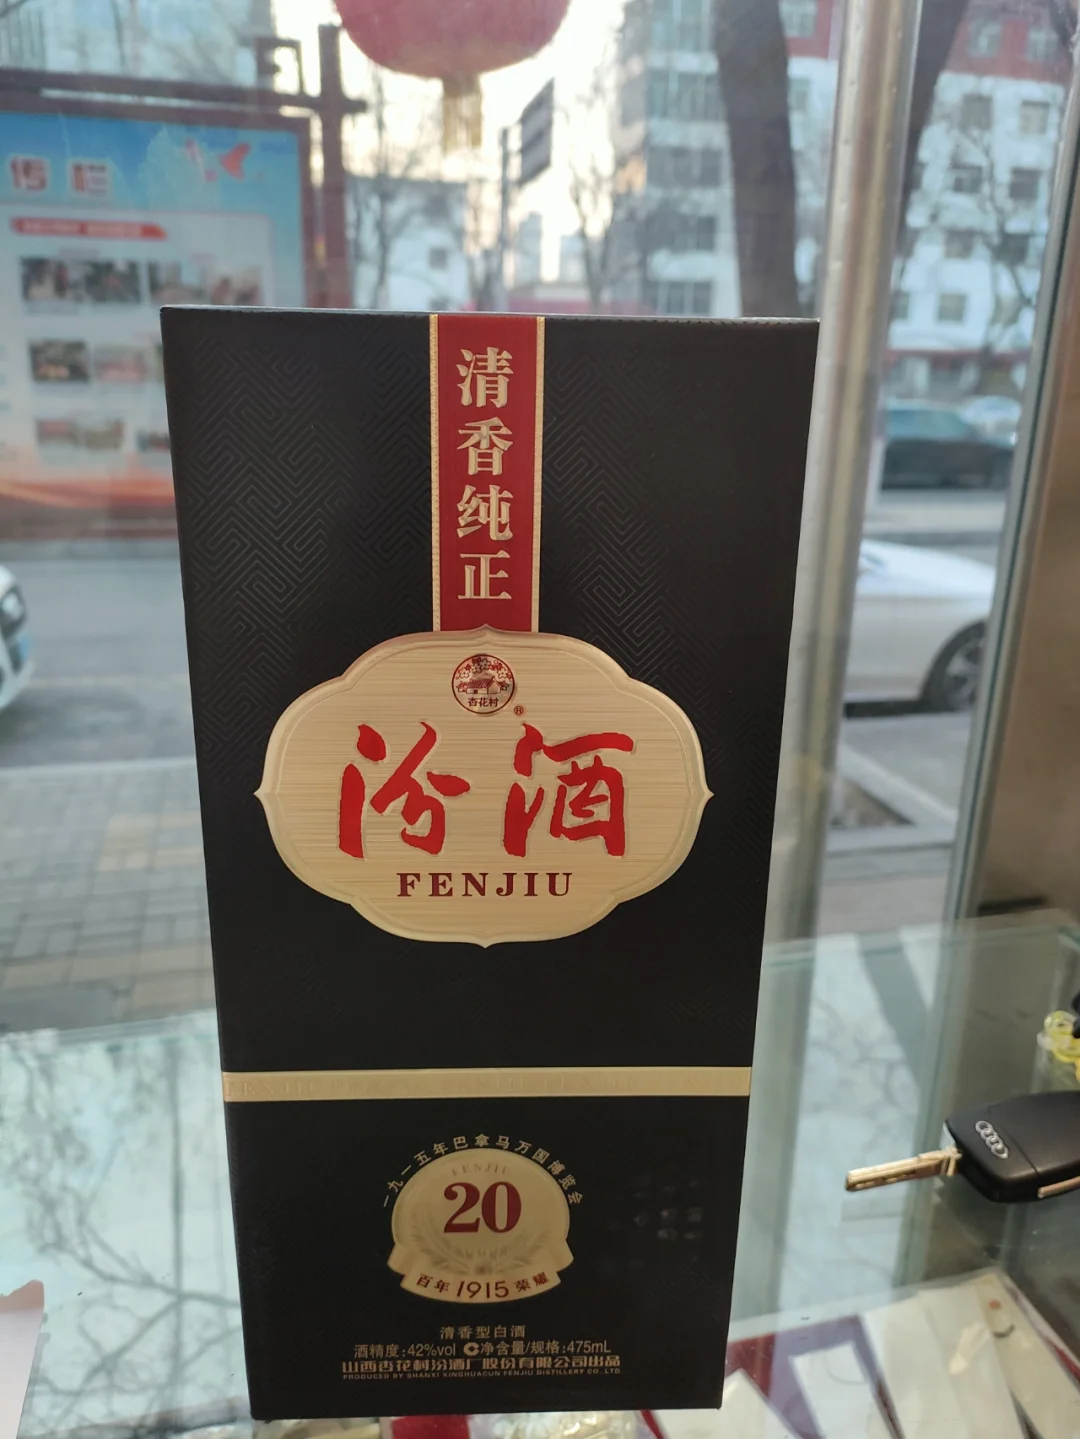 传栏
清香纯正
杏花村
®
汾酒
FENJIU
一九一五年巴拿马万国博览会
FENJIU
20
百年1915荣耀
清香型白酒
酒精度:42%vol 净含量/规格:475mL
山西杏花村汾酒厂股份有限公司出品
PRODUCED BY SHANXI XINGHUACUN FENJIU DISTILLERY CO.,LTD